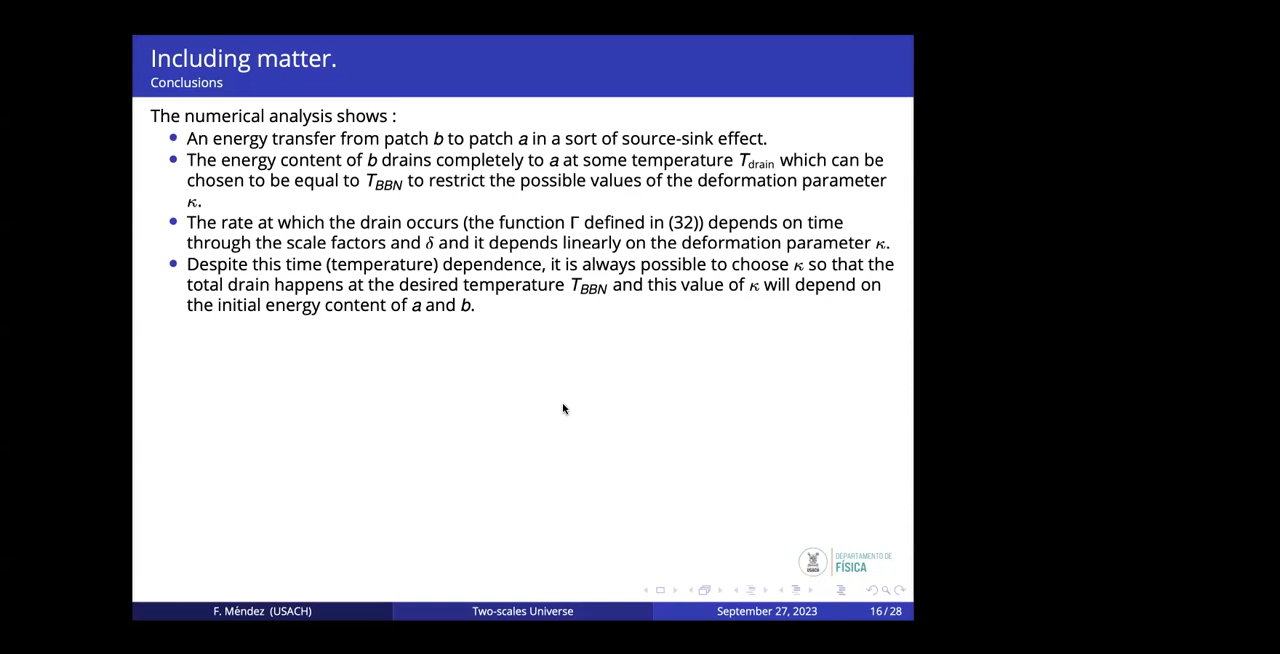 Including matter.
Conclusions
The numerical analysis shows :
• An energy transfer from patch b to patch a in a sort of source-sink effect.
• The energy content of b drains completely to a at some temperature T_drain which can be
chosen to be equal to T_BBN to restrict the possible values of the deformation parameter
κ.
• The rate at which the drain occurs (the function Γ defined in (32)) depends on time
through the scale factors and δ and it depends linearly on the deformation parameter κ.
• Despite this time (temperature) dependence, it is always possible to choose κ so that the
total drain happens at the desired temperature T_BBN and this value of κ will depend on
the initial energy content of a and b.
DEPARTAMENTO DE
FÍSICA
F. Méndez (USACH) Two-scales Universe September 27, 2023 16/28